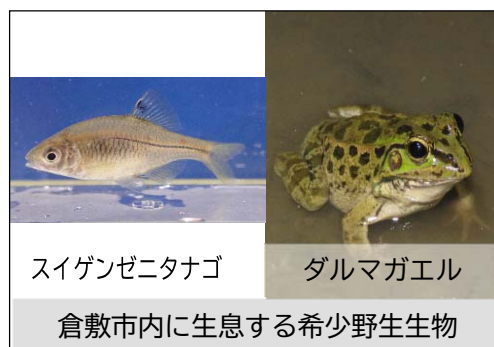 スイゲンゼニタナゴ
ダルマガエル
倉敷市内に生息する希少野生生物